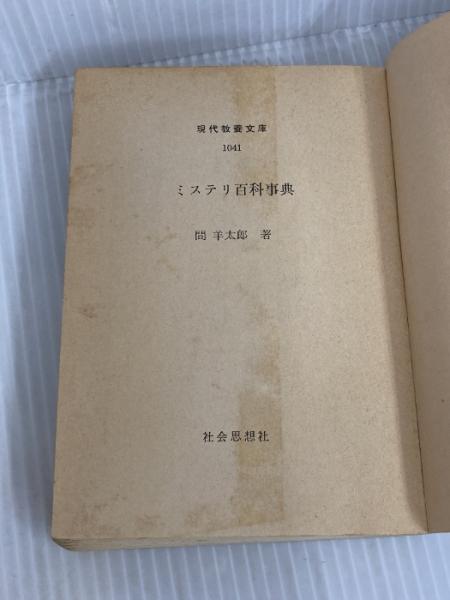 現代教養文庫
1041
ミステリ百科事典
間 羊太郎 著
社会思想社